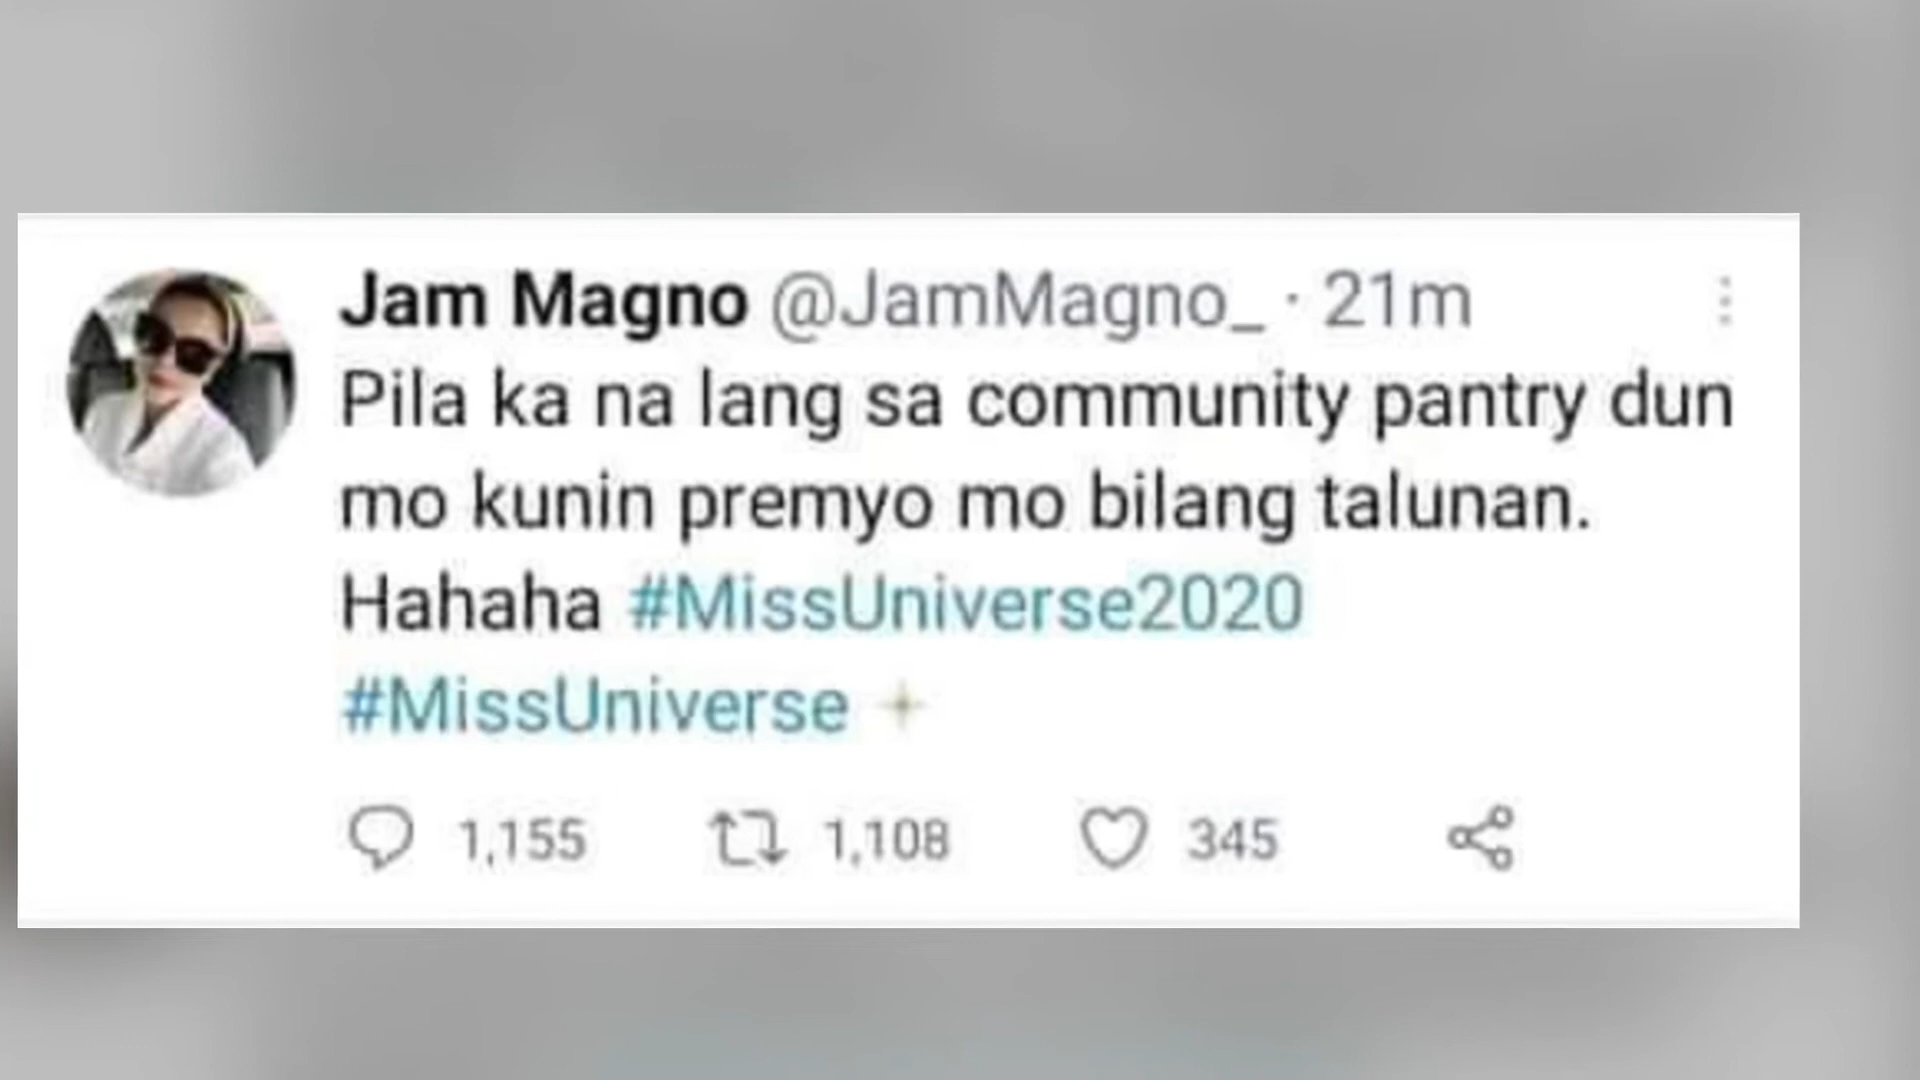 Jam Magno @JamMagno_ · 21m
Pila ka na lang sa community pantry dun
mo kunin premyo mo bilang talunan.
Hahaha #MissUniverse2020
#MissUniverse
1,155 1,108 345